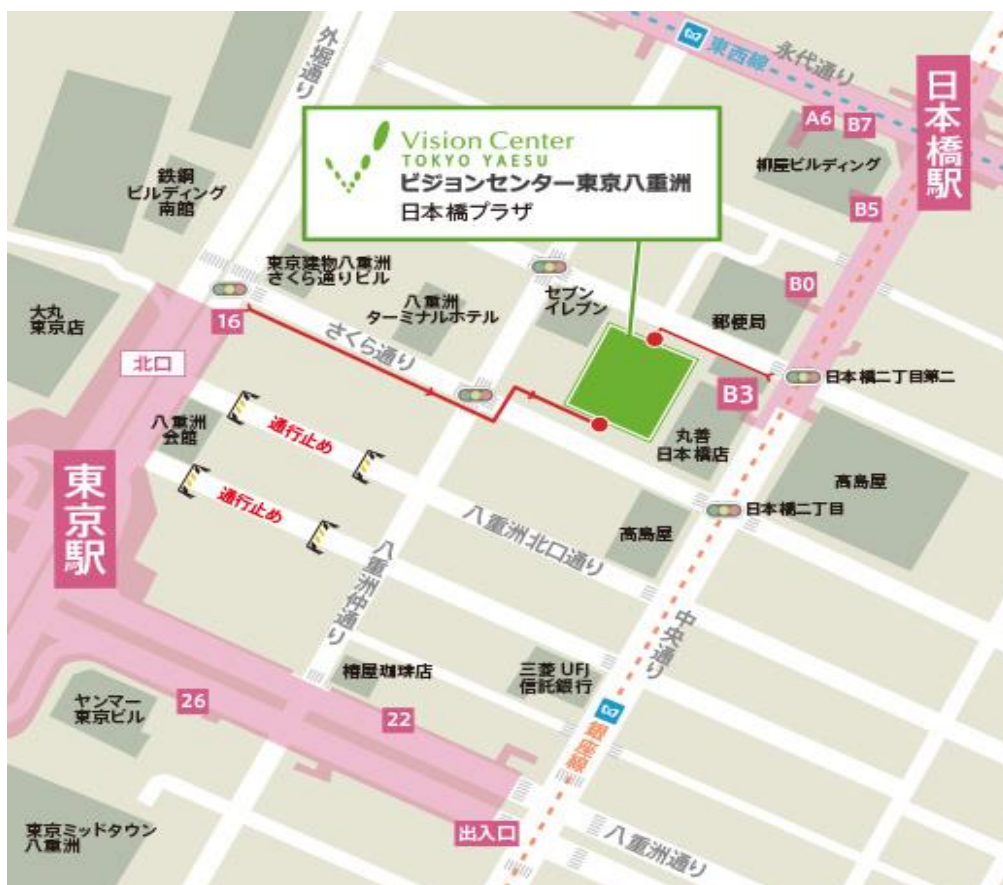 外堀通り
東西線
永代通り
日本橋駅
A6
B7
柳屋ビルディング
B5
Vision Center
TOKYO YAESU
ビジョンセンター東京八重洲
日本橋プラザ
鉄鋼
ビルディング
南館
東京建物八重洲
さくら通りビル
八重洲
ターミナルホテル
セブン
イレブン
B0
郵便局
大丸
東京店
16
北口
さくら通り
日本橋二丁目第二
B3
丸善
日本橋店
八重洲
会館
通行止め
通行止め
東京駅
高島屋
日本橋二丁目
高島屋
八重洲北口通り
八重洲仲通り
中央通り
椿屋珈琲店
三菱UFJ
信託銀行
ヤンマー
東京ビル
26
22
銀座線
東京ミッドタウン
八重洲
出入口
八重洲通り